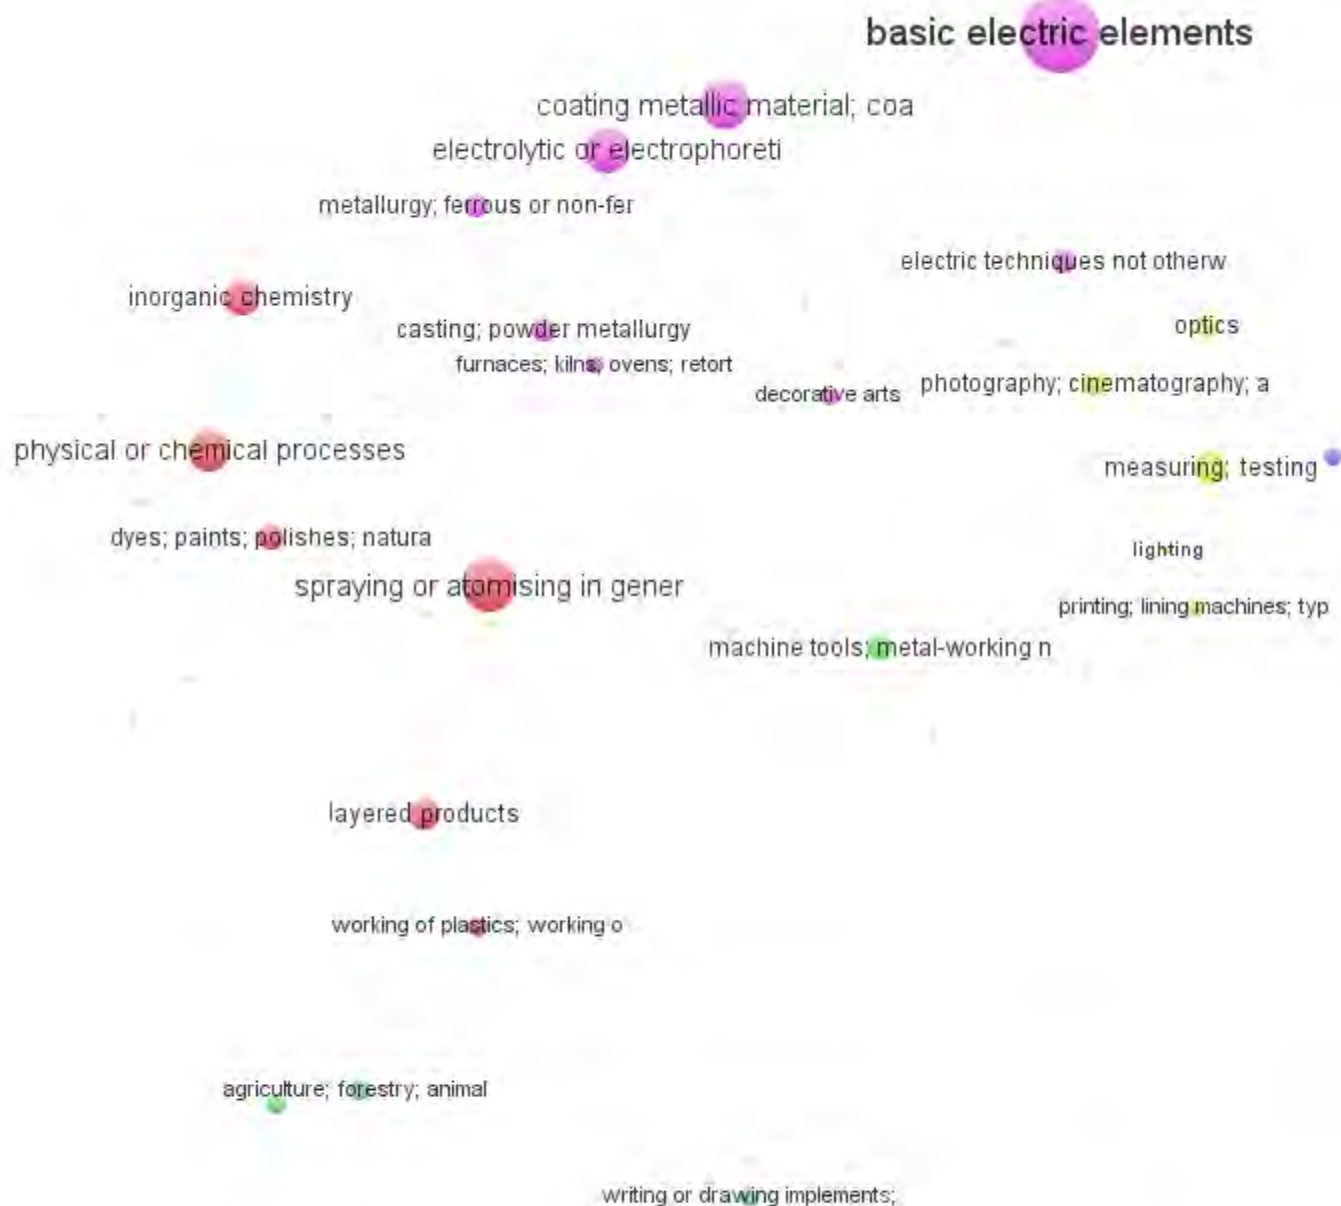 basic electric elements
coating metallic material; coa
electrolytic or electrophoreti
metallurgy; ferrous or non-fer
electric techniques not otherw
inorganic chemistry
optics
casting; powder metallurgy
furnaces; kilns; ovens; retort
photography; cinematography; a
decorative arts
physical or chemical processes
measuring; testing
dyes; paints; polishes; natura
lighting
spraying or atomising in gener
printing; lining machines; typ
machine tools; metal-working n
layered products
working of plastics; working o
agriculture; forestry; animal
writing or drawing implements;